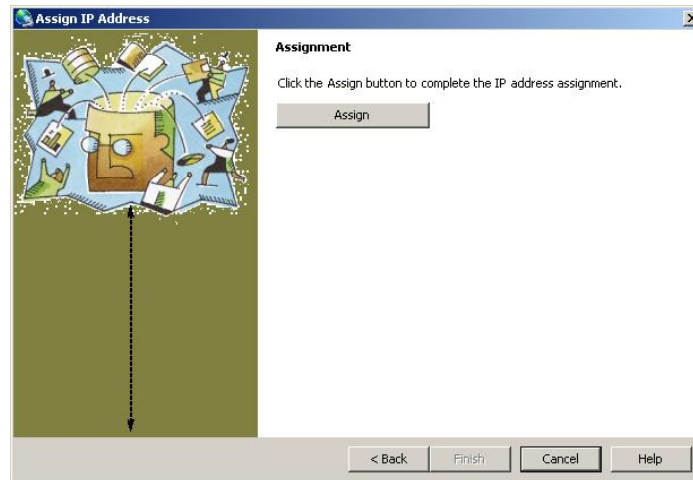 Assign IP Address
Assignment
Click the Assign button to complete the IP address assignment.
Assign
< Back
Finish
Cancel
Help